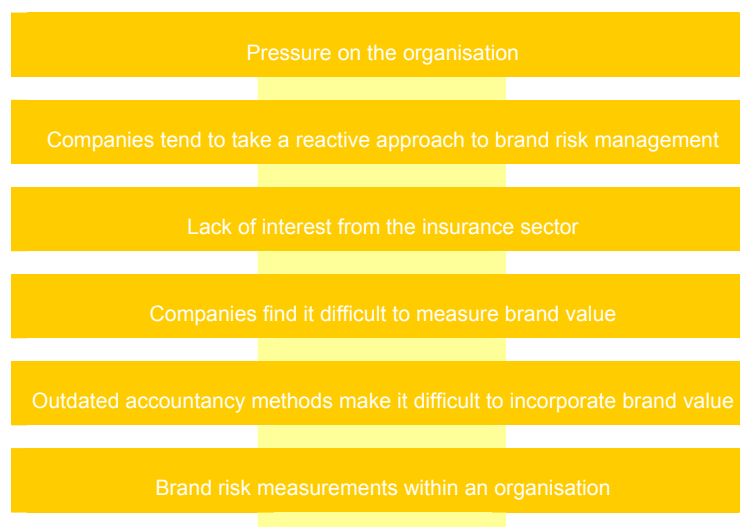 Pressure on the organisation
Companies tend to take a reactive approach to brand risk management
Lack of interest from the insurance sector
Companies find it difficult to measure brand value
Outdated accountancy methods make it difficult to incorporate brand value
Brand risk measurements within an organisation